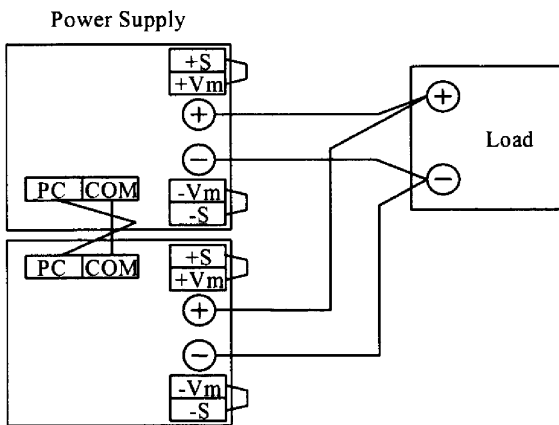 Power Supply
+S
+Vm
+
−
PC COM
-Vm
-S
+
−
Load
PC COM
+S
+Vm
+
−
-Vm
-S